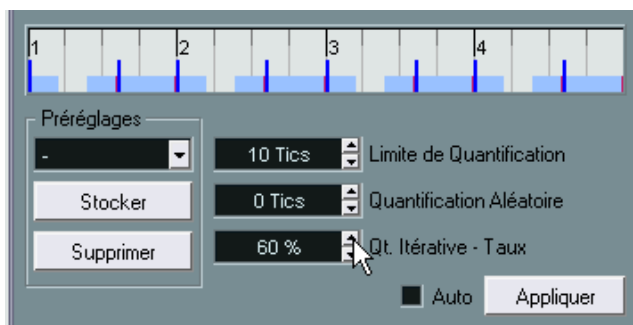 1 2 3 4
Préréglages
-
10 Tics Limite de Quantification
Stocker
0 Tics Quantification Aléatoire
Supprimer
60 % Qt. Itérative - Taux
Auto Appliquer